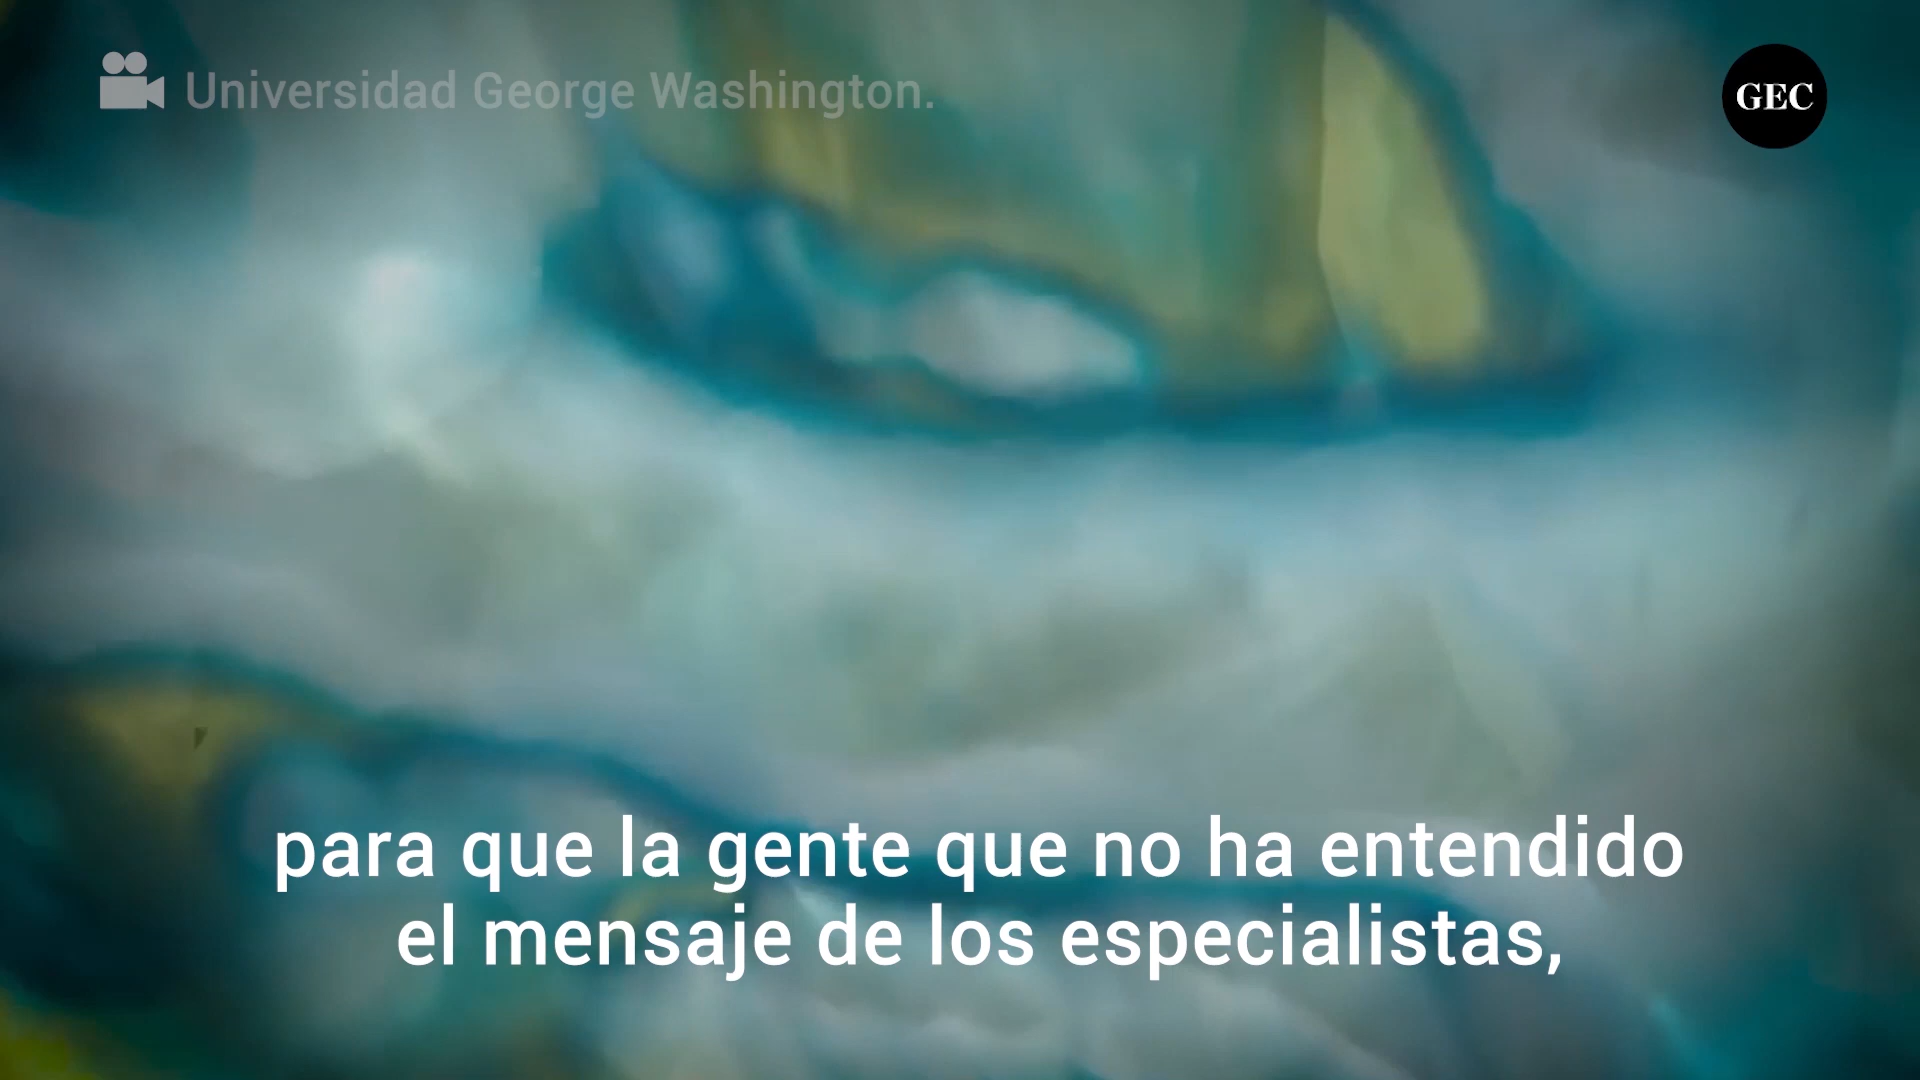 Universidad George Washington.
GEC
para que la gente que no ha entendido
el mensaje de los especialistas,